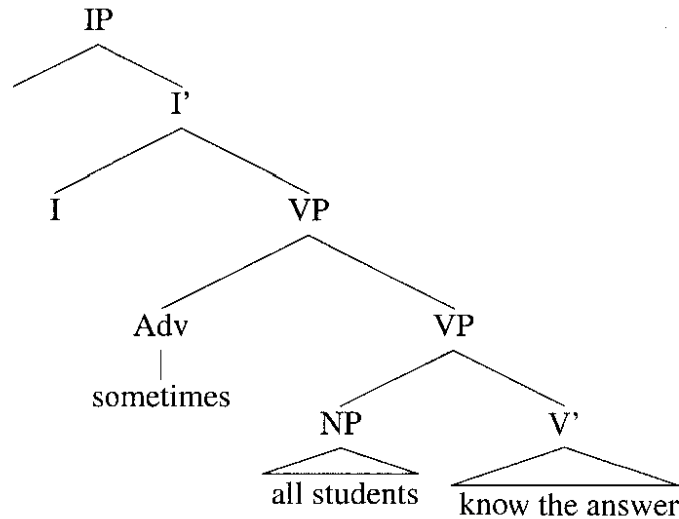 IP
I'
I VP
Adv VP
sometimes
NP V'
all students know the answer